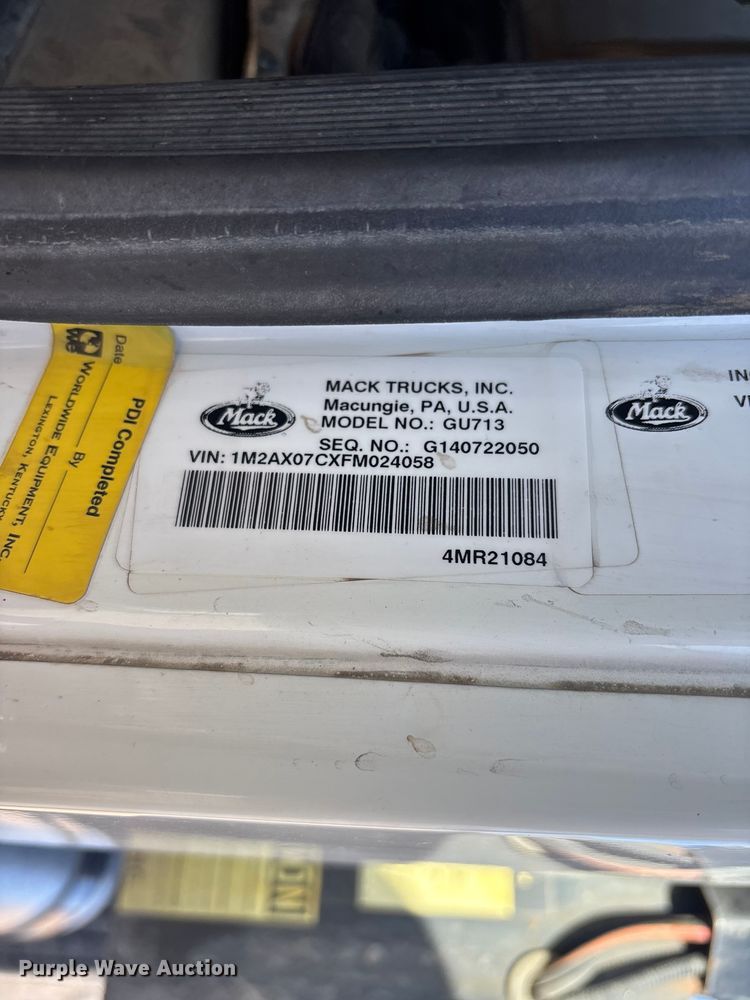 Date
PDI Completed
By
we
WORLDWIDE EQUIPMENT, INC.
LEXINGTON, KENTUCKY
Mack
MACK TRUCKS, INC.
Macungie, PA, U.S.A.
MODEL NO.: GU713
SEQ. NO.: G140722050
VIN: 1M2AX07CXFM024058
4MR21084
Mack
Purple Wave Auction